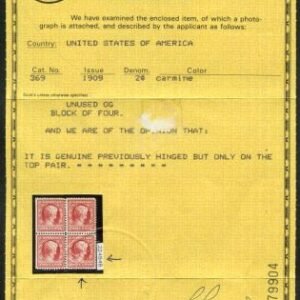 We have examined the enclosed item, of which a photo-
graph is attached, and described by the applicant as follows:
Country: UNITED STATES OF AMERICA
Cat. No. Issue Denom. Color
369 1909 2¢ carmine
UNUSED OG
BLOCK OF FOUR.
AND WE ARE OF THE OPINION THAT:
IT IS GENUINE PREVIOUSLY HINGED BUT ONLY ON THE
TOP PAIR. - - - - - - - - -
79904